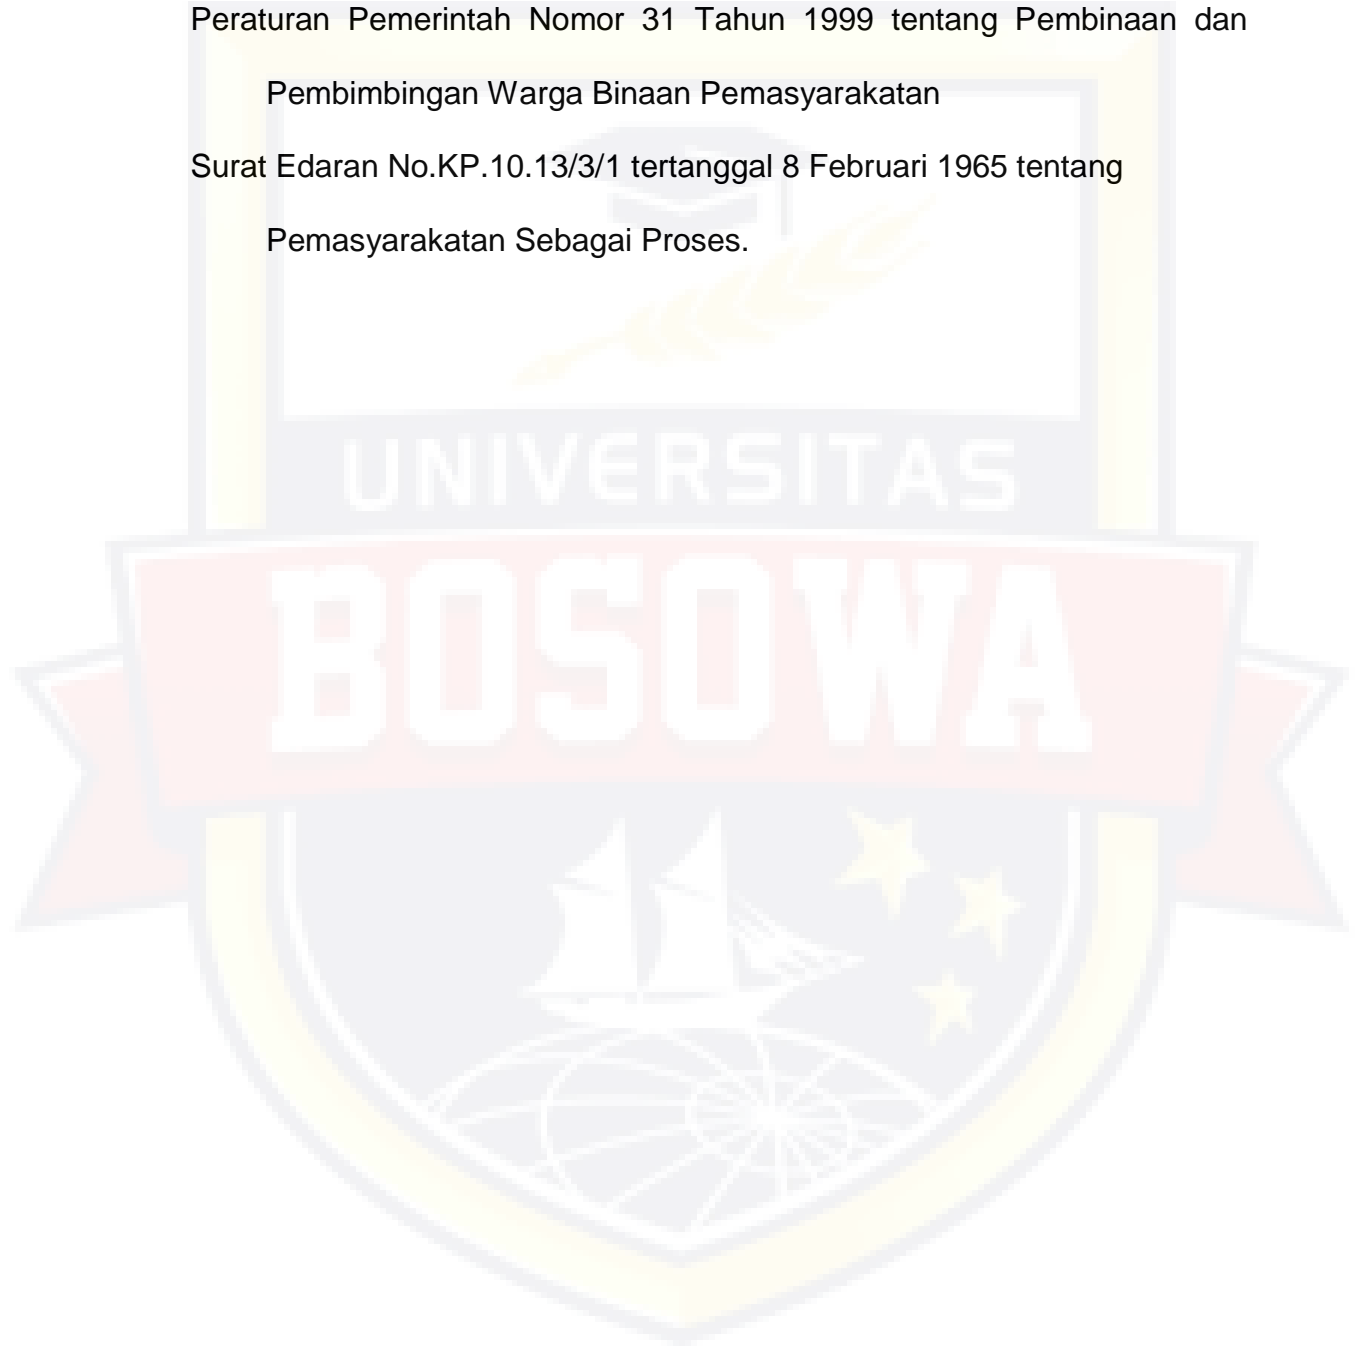 Peraturan Pemerintah Nomor 31 Tahun 1999 tentang Pembinaan dan
Pembimbingan Warga Binaan Pemasyarakatan
Surat Edaran No.KP.10.13/3/1 tertanggal 8 Februari 1965 tentang
Pemasyarakatan Sebagai Proses.
UNIVERSITAS
BOSOWA